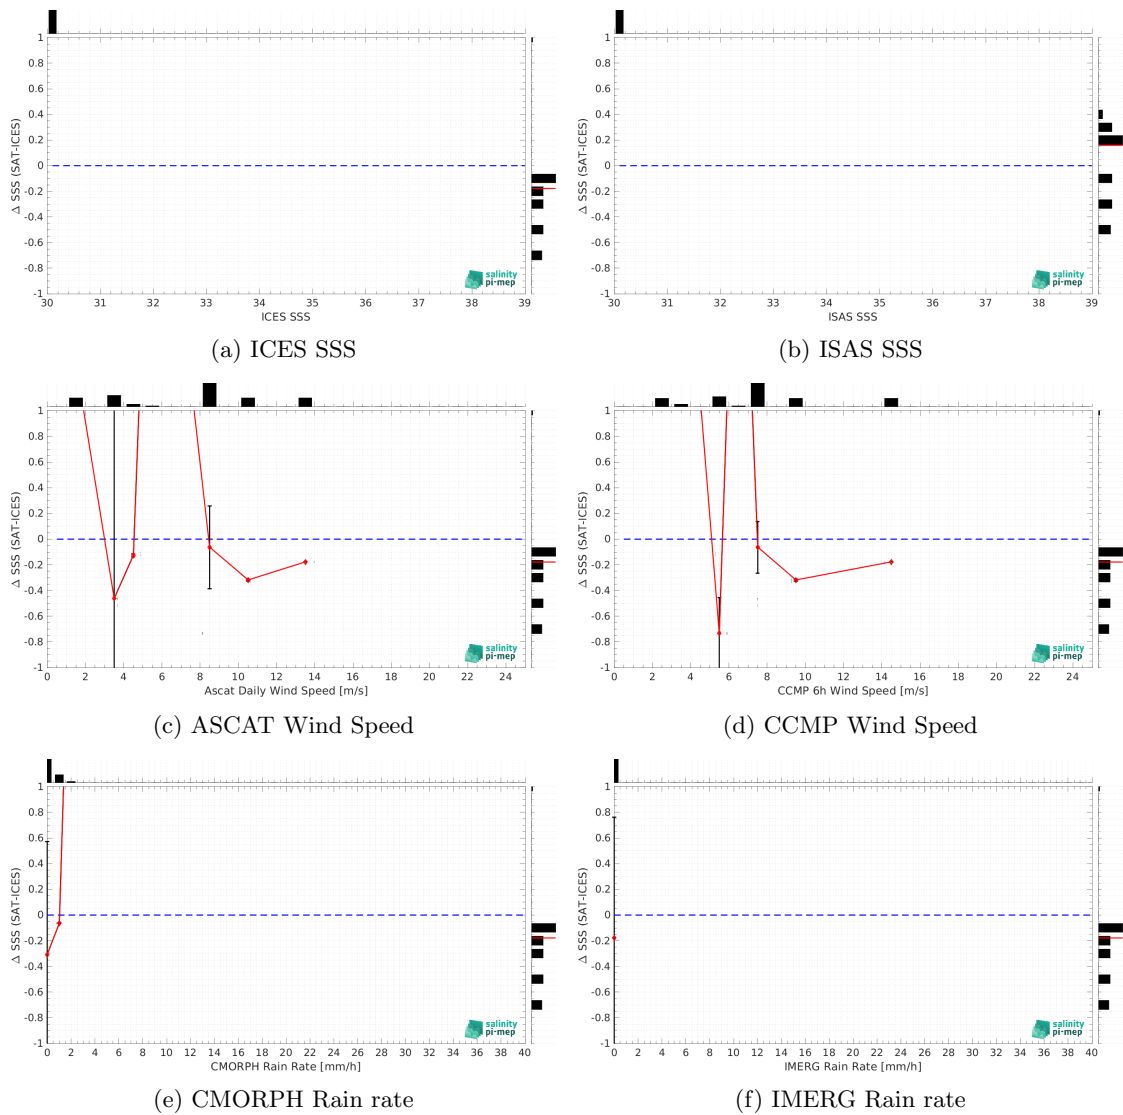 1
0.8
0.6
0.4
0.2
0
-0.2
-0.4
-0.6
-0.8
-1
Δ SSS (SAT-ICES)
salinity
pi-mep
30 31 32 33 34 35 36 37 38 39
ICES SSS
(a) ICES SSS
1
0.8
0.6
0.4
0.2
0
-0.2
-0.4
-0.6
-0.8
-1
Δ SSS (SAT-ICES)
salinity
pi-mep
30 31 32 33 34 35 36 37 38 39
ISAS SSS
(b) ISAS SSS
1
0.8
0.6
0.4
0.2
0
-0.2
-0.4
-0.6
-0.8
-1
Δ SSS (SAT-ICES)
salinity
pi-mep
0 2 4 6 8 10 12 14 16 18 20 22 24
Ascat Daily Wind Speed [m/s]
(c) ASCAT Wind Speed
1
0.8
0.6
0.4
0.2
0
-0.2
-0.4
-0.6
-0.8
-1
Δ SSS (SAT-ICES)
salinity
pi-mep
0 2 4 6 8 10 12 14 16 18 20 22 24
CCMP 6h Wind Speed [m/s]
(d) CCMP Wind Speed
1
0.8
0.6
0.4
0.2
0
-0.2
-0.4
-0.6
-0.8
-1
Δ SSS (SAT-ICES)
salinity
pi-mep
0 2 4 6 8 10 12 14 16 18 20 22 24 26 28 30 32 34 36 38 40
CMORPH Rain Rate [mm/h]
(e) CMORPH Rain rate
1
0.8
0.6
0.4
0.2
0
-0.2
-0.4
-0.6
-0.8
-1
Δ SSS (SAT-ICES)
salinity
pi-mep
0 2 4 6 8 10 12 14 16 18 20 22 24 26 28 30 32 34 36 38 40
IMERG Rain Rate [mm/h]
(f) IMERG Rain rate